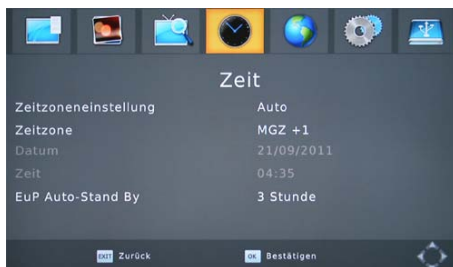 Zeit
Zeitzoneneinstellung Auto
Zeitzone MGZ +1
Datum 21/09/2011
Zeit 04:35
EuP Auto-Stand By 3 Stunde
EXIT Zurück OK Bestätigen